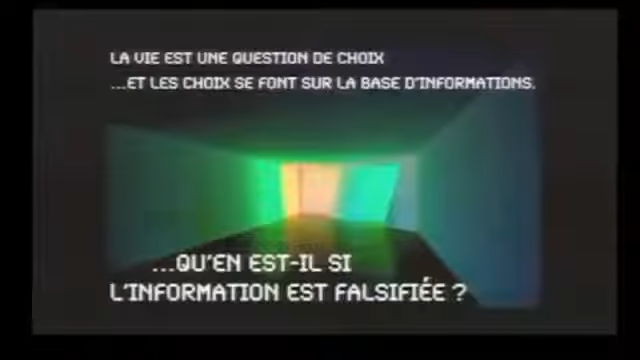 LA VIE EST UNE QUESTION DE CHOIX
...ET LES CHOIX SE FONT SUR LA BASE D'INFORMATIONS.
...QU'EN EST-IL SI
L'INFORMATION EST FALSIFIÉE ?